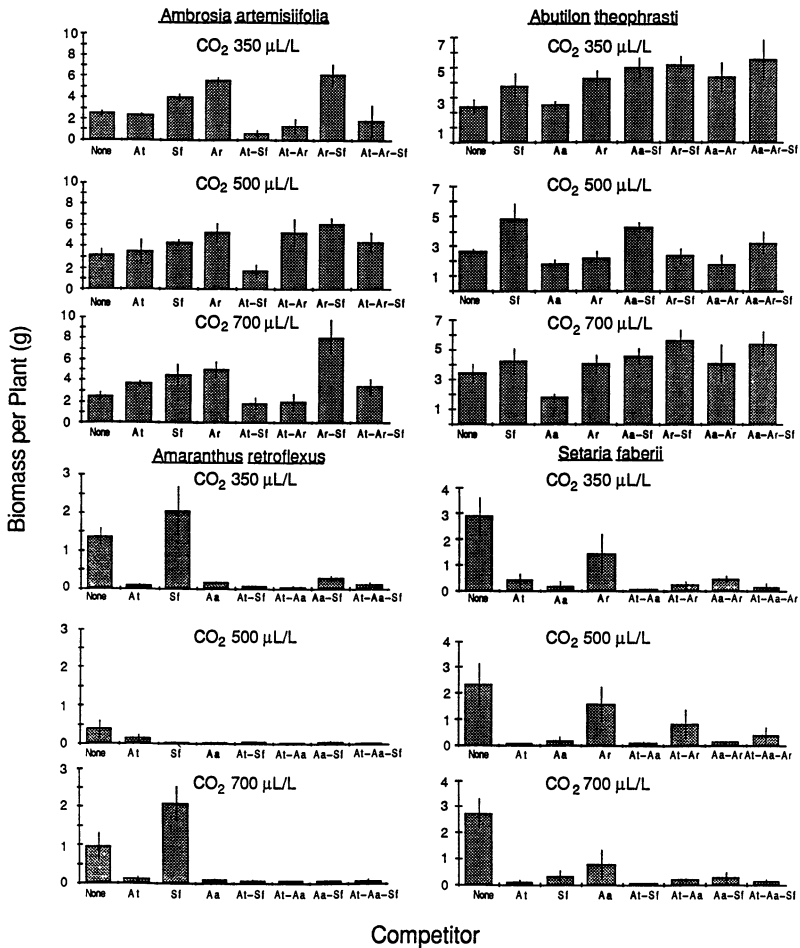 Ambrosia artemisiifolia
CO2 350 µL/L
10
8
6
4
2
0
None At Sf Ar At-Sf At-Ar Ar-Sf At-Ar-Sf
CO2 500 µL/L
10
8
6
4
2
0
None At Sf Ar At-Sf At-Ar Ar-Sf At-Ar-Sf
CO2 700 µL/L
10
8
6
4
2
0
None At Sf Ar At-Sf At-Ar Ar-Sf At-Ar-Sf
Abutilon theophrasti
CO2 350 µL/L
7
5
3
1
None Sf Aa Ar Aa-Sf Ar-Sf Aa-Ar Aa-Ar-Sf
CO2 500 µL/L
7
5
3
1
None Sf Aa Ar Aa-Sf Ar-Sf Aa-Ar Aa-Ar-Sf
CO2 700 µL/L
7
5
3
1
None Sf Aa Ar Aa-Sf Ar-Sf Aa-Ar Aa-Ar-Sf
Biomass per Plant (g)
Amaranthus retroflexus
CO2 350 µL/L
3
2
1
0
None At Sf Aa At-Sf At-Aa Aa-Sf At-Aa-Sf
CO2 500 µL/L
3
2
1
0
None At Sf Aa At-Sf At-Aa Aa-Sf At-Aa-Sf
CO2 700 µL/L
3
2
1
0
None At Sf Aa At-Sf At-Aa Aa-Sf At-Aa-Sf
Setaria faberii
CO2 350 µL/L
4
3
2
1
0
None At Aa Ar At-Aa At-Ar Aa-Ar At-Aa-Ar
CO2 500 µL/L
4
3
2
1
0
None At Aa Ar At-Aa At-Ar Aa-Ar At-Aa-Ar
CO2 700 µL/L
4
3
2
1
0
None At Sf Aa At-Sf At-Aa Aa-Sf At-Aa-Sf
Competitor